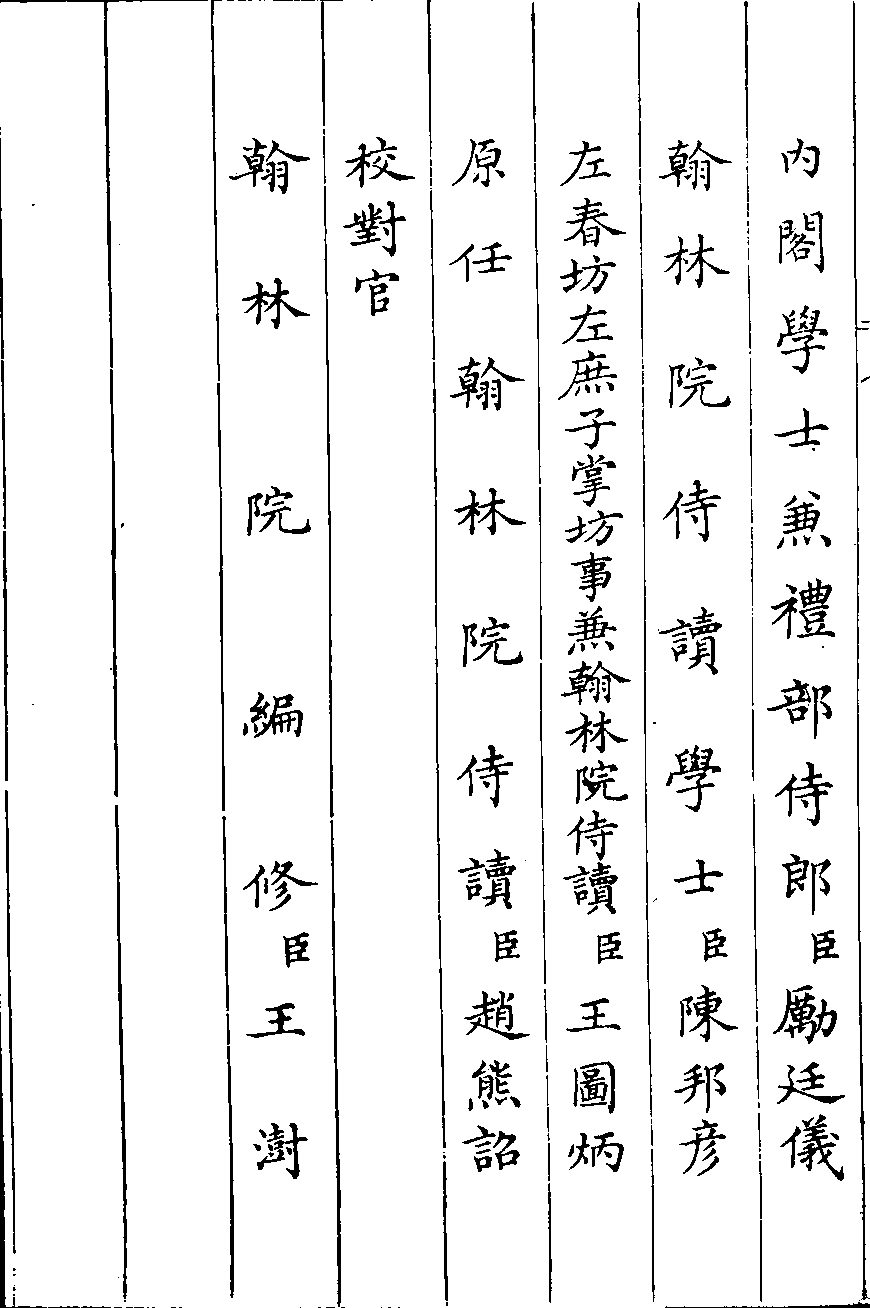 內閣學士兼禮部侍郎臣勵廷儀
翰林院侍讀學士臣陳邦彦
左春坊左庶子掌坊事兼翰林院侍讀臣王圖炳
原任翰林院侍讀臣趙熊詔
校對官
翰林院編修臣王澍